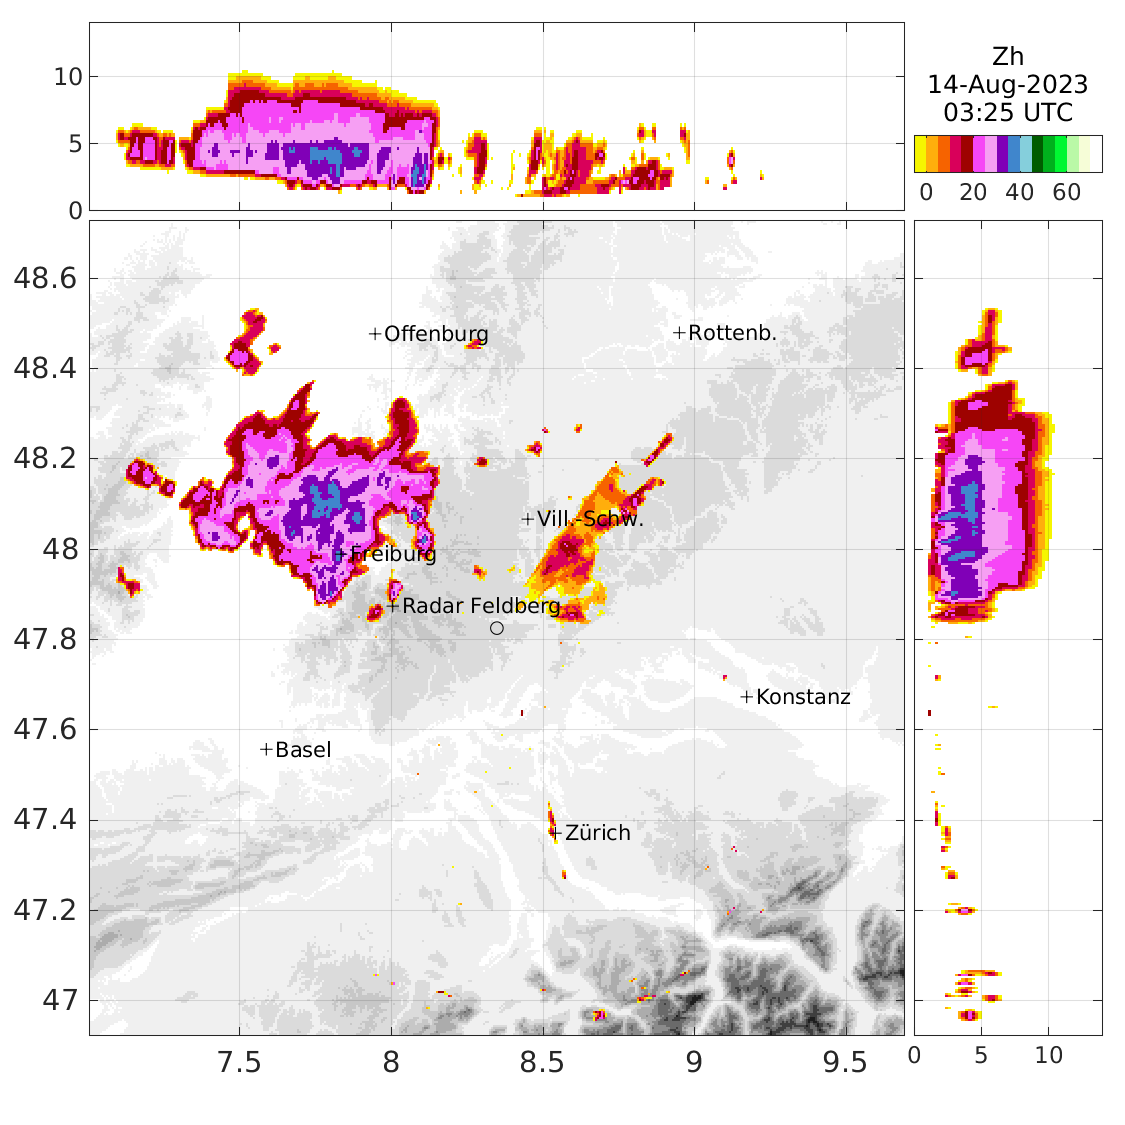 10
5
0
Zh
14-Aug-2023
03:25 UTC
0 20 40 60
48.6
48.4
48.2
48
47.8
47.6
47.4
47.2
47
+Offenburg
+Rottenb.
+Vill.-Schw.
+Freiburg
+Radar Feldberg
+Konstanz
+Basel
+Zürich
7.5 8 8.5 9 9.5
0 5 10